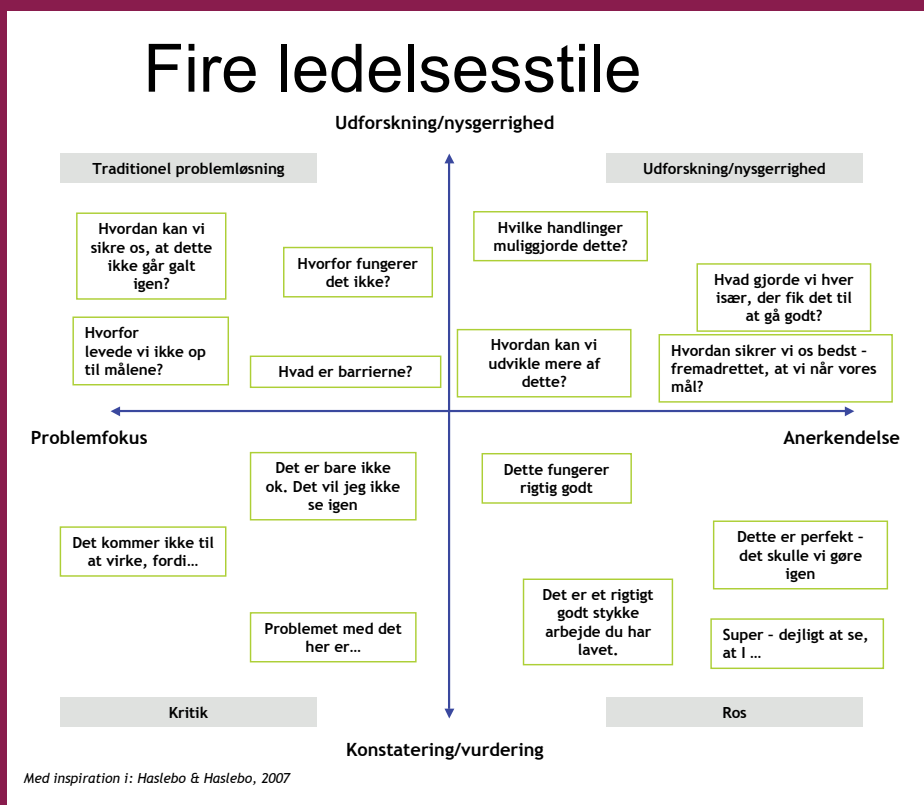 Fire ledelsesstile
Udforskning/nysgerrighed
Traditionel problemløsning
Udforskning/nysgerrighed
Hvordan kan vi
sikre os, at dette
ikke går galt
igen?
Hvorfor fungerer
det ikke?
Hvilke handlinger
muliggjorde dette?
Hvad gjorde vi hver
især, der fik det til
at gå godt?
Hvorfor
levede vi ikke op
til målene?
Hvad er barrierne?
Hvordan kan vi
udvikle mere af
dette?
Hvordan sikrer vi os bedst –
fremadrettet, at vi når vores
mål?
Problemfokus
Anerkendelse
Det er bare ikke
ok. Det vil jeg ikke
se igen
Dette fungerer
rigtig godt
Det kommer ikke til
at virke, fordi…
Dette er perfekt –
det skulle vi gøre
igen
Problemet med det
her er…
Det er et rigtigt
godt stykke
arbejde du har
lavet.
Super – dejligt at se,
at I …
Kritik
Ros
Konstatering/vurdering
Med inspiration i: Haslebo & Haslebo, 2007